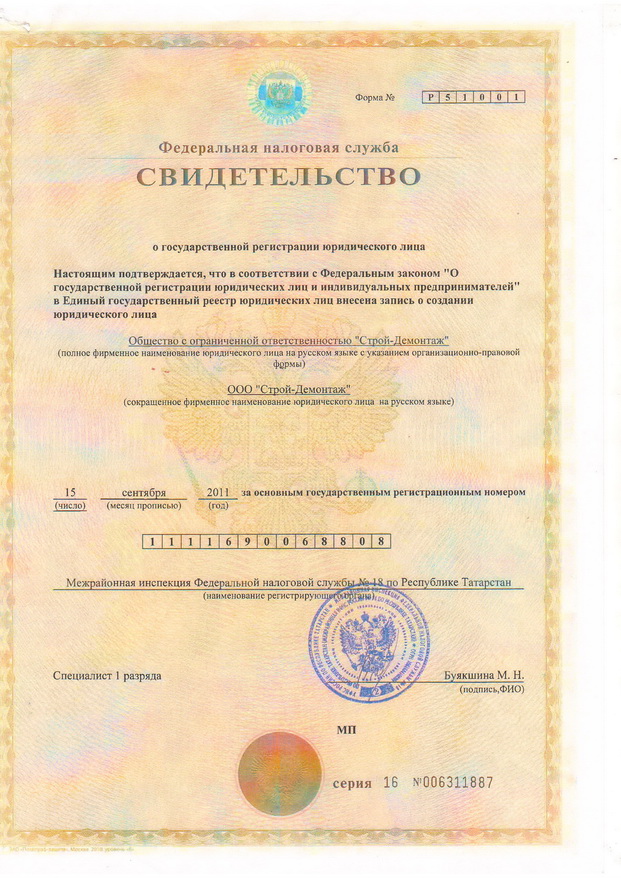 Форма № Р 5 1 0 0 1
Федеральная налоговая служба
СВИДЕТЕЛЬСТВО
о государственной регистрации юридического лица
Настоящим подтверждается, что в соответствии с Федеральным законом "О
государственной регистрации юридических лиц и индивидуальных предпринимателей"
в Единый государственный реестр юридических лиц внесена запись о создании
юридического лица
Общество с ограниченной ответственностью "Строй-Демонтаж"
(полное фирменное наименование юридического лица на русском языке с указанием организационно-правовой
формы)
ООО "Строй-Демонтаж"
(сокращенное фирменное наименование юридического лица на русском языке)
15 сентября 2011 за основным государственным регистрационным номером
(число) (месяц прописью) (год)
1 1 1 1 6 9 0 0 6 8 8 0 8
Межрайонная инспекция Федеральной налоговой службы № 18 по Республике Татарстан
(наименование регистрирующего органа)
Специалист 1 разряда
Буякшина М. Н.
(подпись,ФИО)
МП
серия 16 №006311887